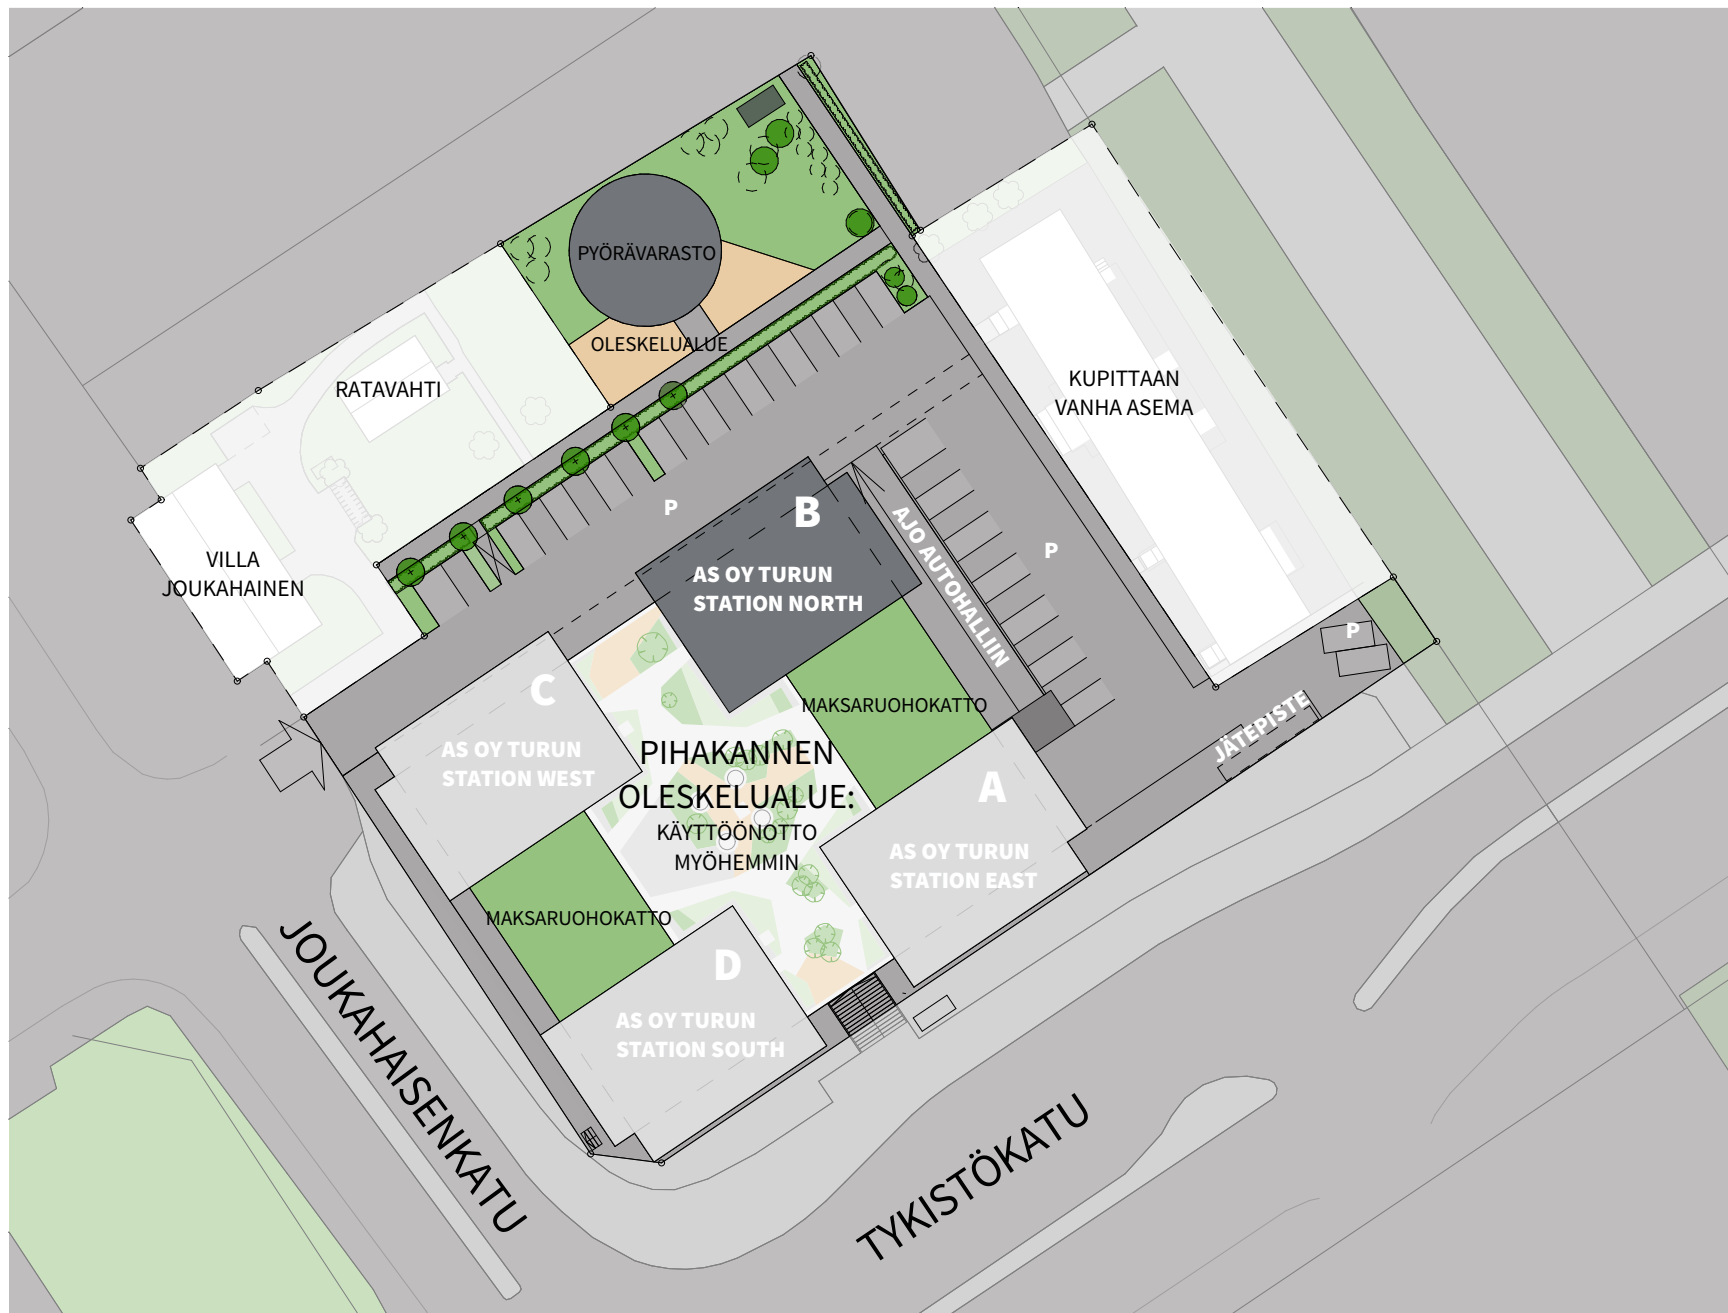 PYÖRÄVARASTO
OLESKELUALUE
RATAVAHTI
KUPITTAAN
VANHA ASEMA
VILLA
JOUKAHAINEN
P
B
AS OY TURUN
STATION NORTH
AJO AUTOHALLIIN
P
P
C
AS OY TURUN
STATION WEST
MAKSARUOHOKATTO
JÄTEPISTE
PIHAKANNEN
OLESKELUALUE:
KÄYTTÖÖNOTTO
MYÖHEMMIN
A
AS OY TURUN
STATION EAST
MAKSARUOHOKATTO
D
AS OY TURUN
STATION SOUTH
JOUKAHAISENKATU
TYKISTÖKATU